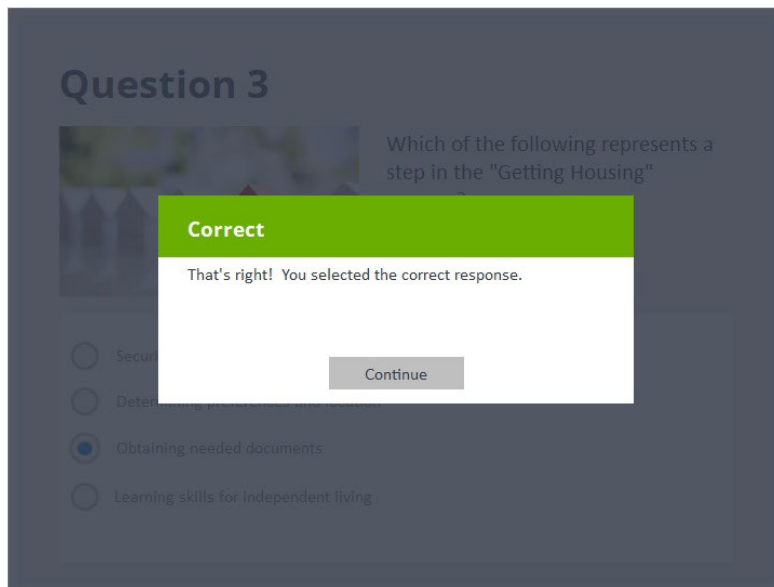 Question 3
Which of the following represents a
step in the "Getting Housing"
Correct
That's right! You selected the correct response.
Continue
Obtaining needed documents
Learning skills for independent living